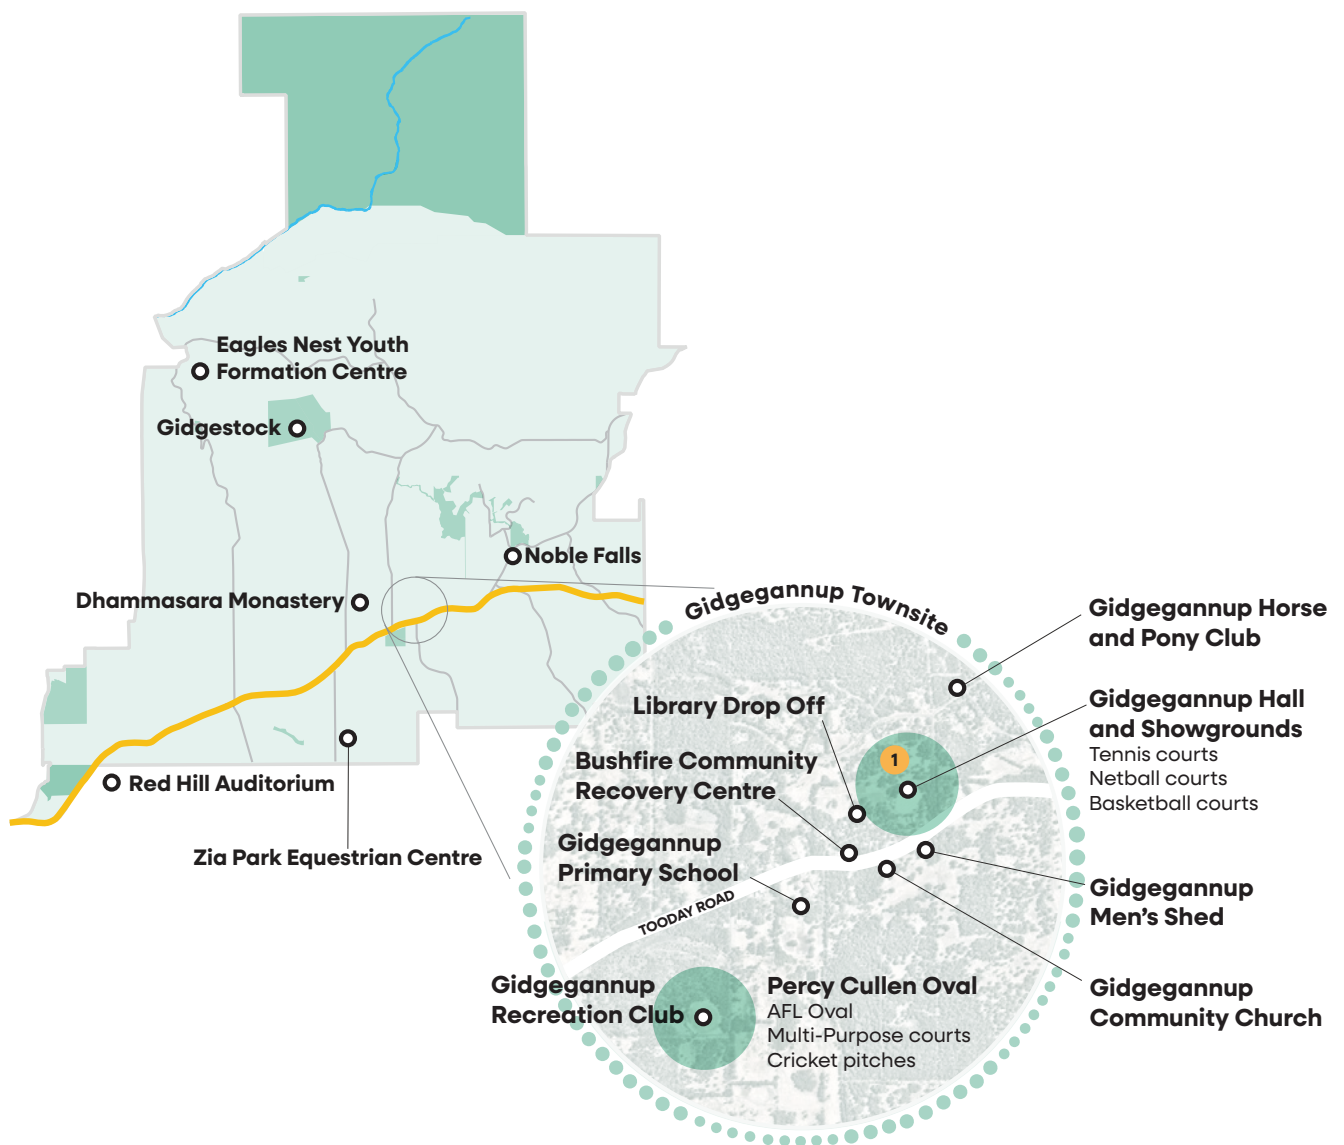 Eagles Nest Youth
Formation Centre
Gidgestock
Noble Falls
Dhammasara Monastery
Red Hill Auditorium
Zia Park Equestrian Centre
Gidgegannup Townsite
Gidgegannup Horse
and Pony Club
Library Drop Off
Gidgegannup Hall
and Showgrounds
Tennis courts
Netball courts
Basketball courts
1
Bushfire Community
Recovery Centre
Gidgegannup
Primary School
TOODAY ROAD
Gidgegannup
Men's Shed
Gidgegannup
Recreation Club
Percy Cullen Oval
AFL Oval
Multi-Purpose courts
Cricket pitches
Gidgegannup
Community Church